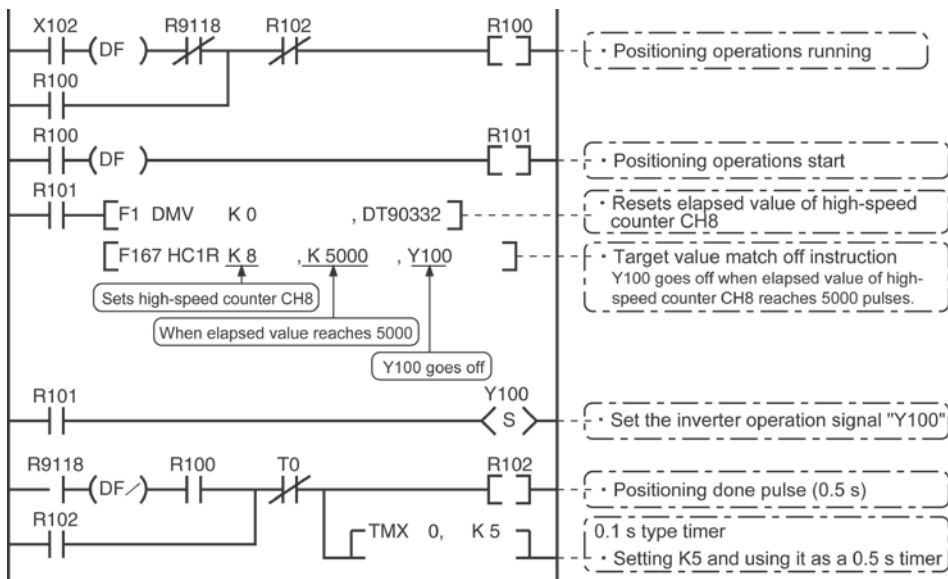 X102 R9118 R102 R100
(DF)
· Positioning operations running
R100
R100 R101
(DF)
· Positioning operations start
R101
F1 DMV K 0 , DT90332
· Resets elapsed value of high-speed
counter CH8
F167 HC1R K 8 , K 5000 , Y100
· Target value match off instruction
Y100 goes off when elapsed value of high-
speed counter CH8 reaches 5000 pulses.
Sets high-speed counter CH8
When elapsed value reaches 5000
Y100 goes off
R101 Y100
S
· Set the inverter operation signal "Y100"
R9118 R100 T0 R102
(DF/)
· Positioning done pulse (0.5 s)
R102
TMX 0, K 5
0.1 s type timer
· Setting K5 and using it as a 0.5 s timer